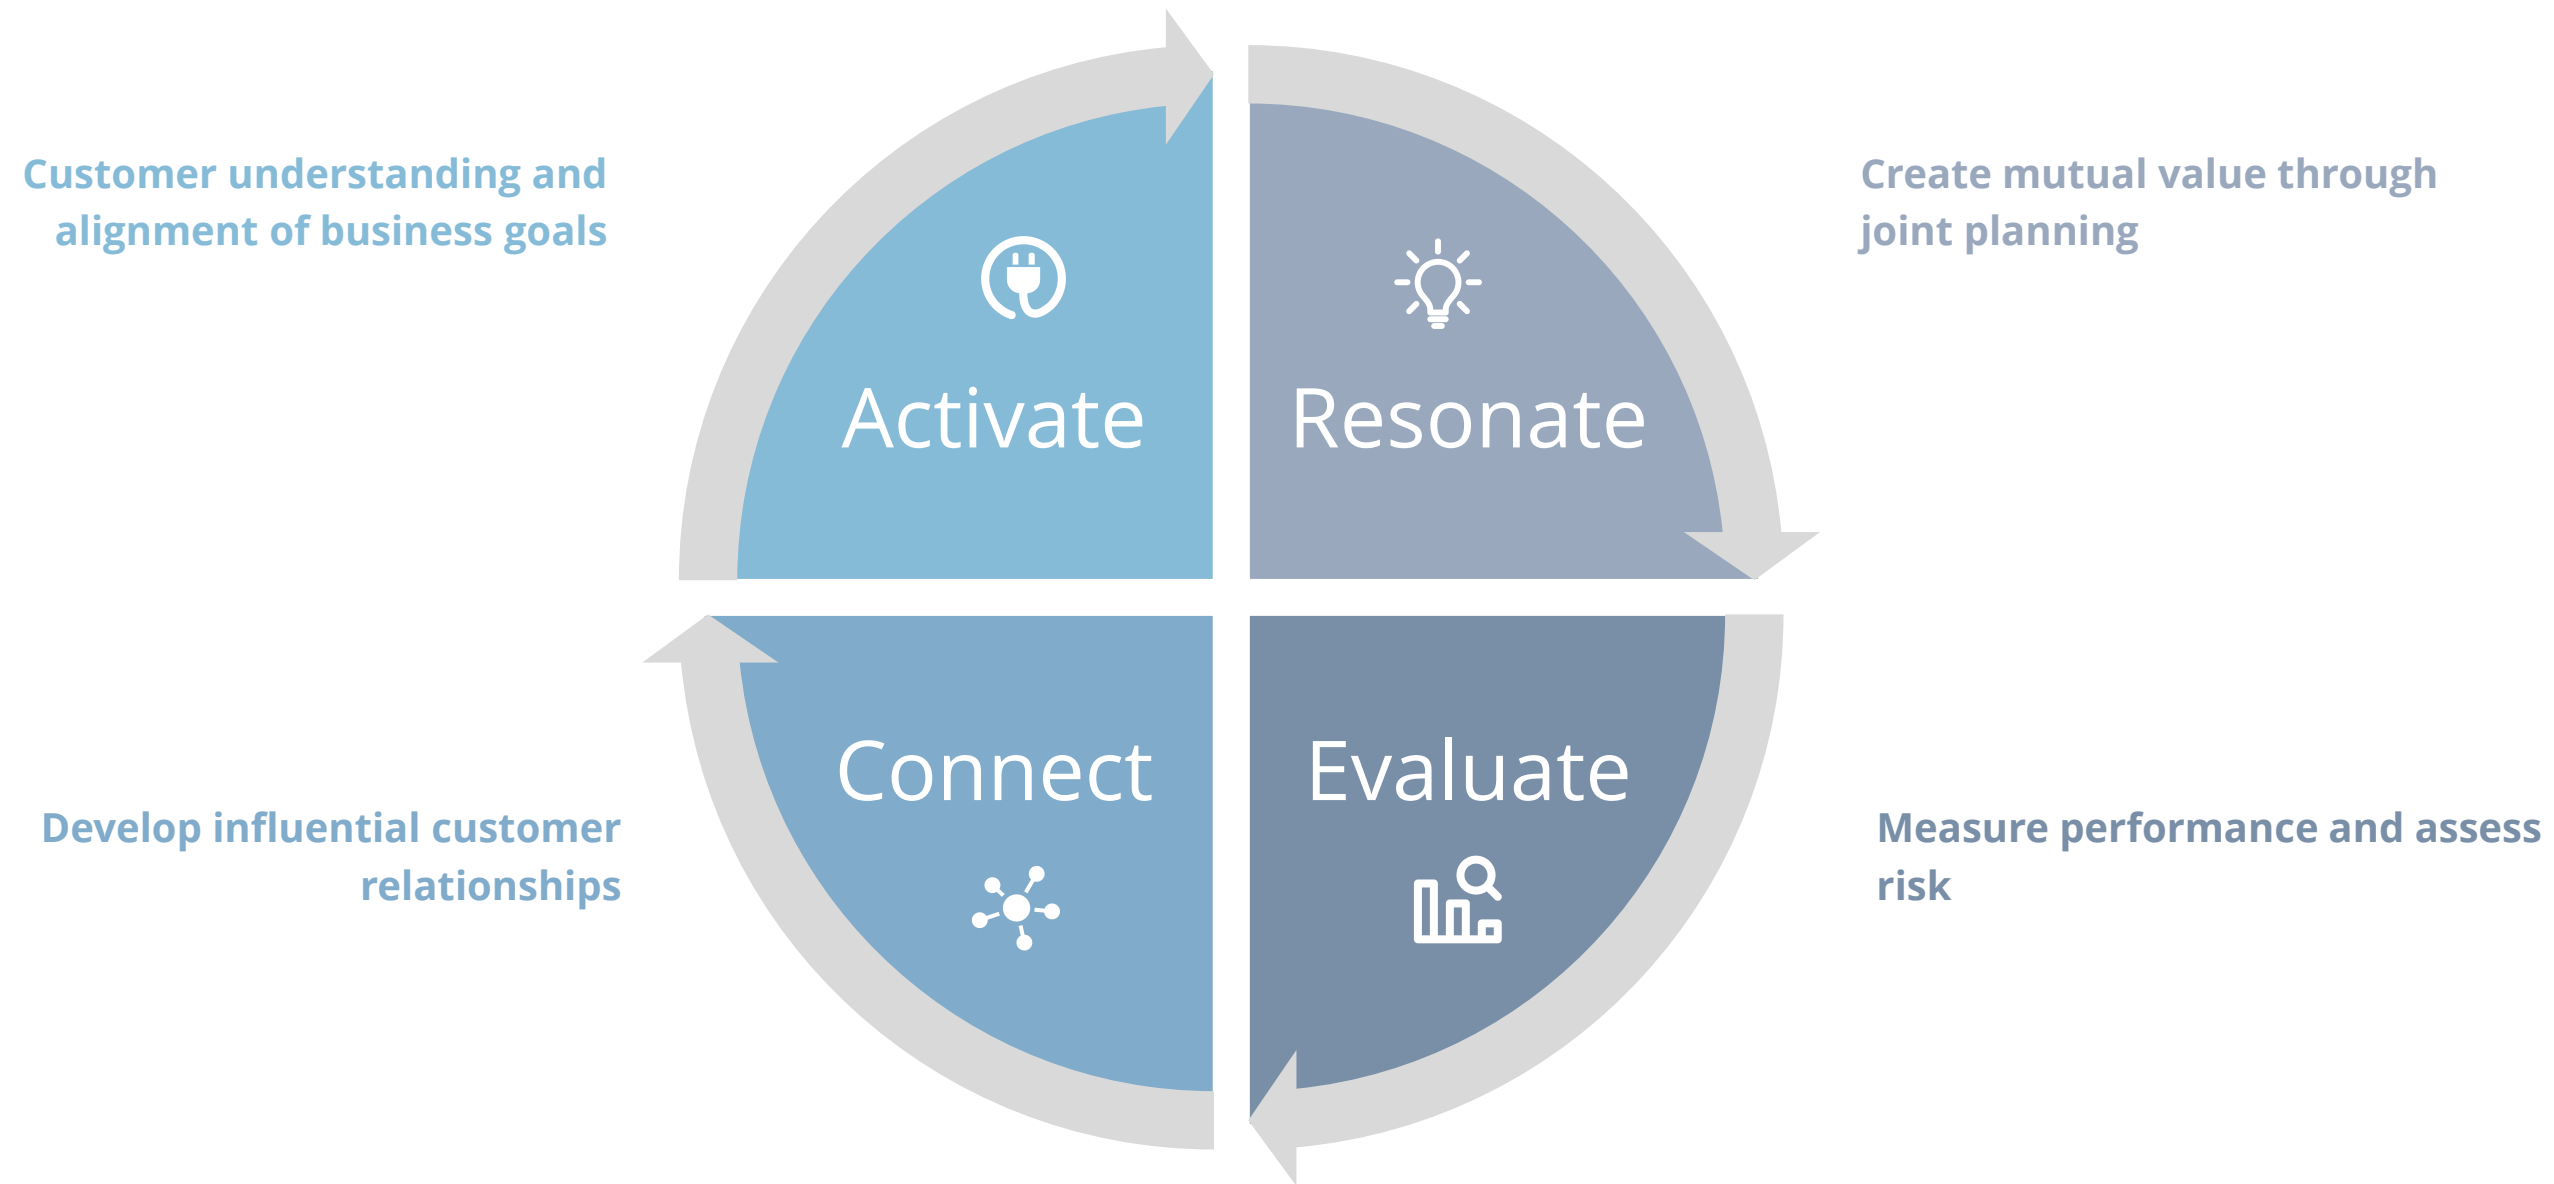 Customer understanding and
alignment of business goals
Activate
Resonate
Create mutual value through
joint planning
Connect
Develop influential customer
relationships
Evaluate
Measure performance and assess
risk